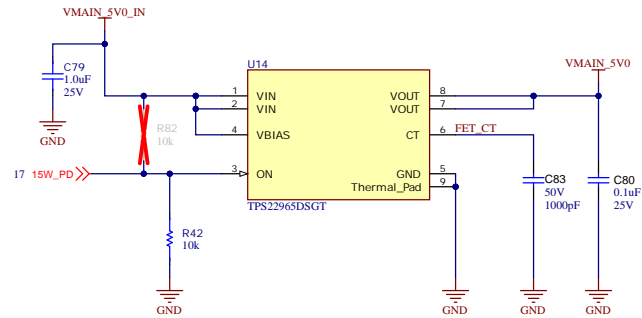 VMAIN_5V0_IN
C79
1.0uF
25V
GND
R82
10k
17 15W_PD
R42
10k
GND
U14
1 VIN
2 VIN
4 VBIAS
3 ON
VOUT 8
VOUT 7
CT 6
GND 5
Thermal_Pad 9
TPS22965DSGT
FET_CT
VMAIN_5V0
C83
50V
1000pF
C80
0.1uF
25V
GND
GND
GND